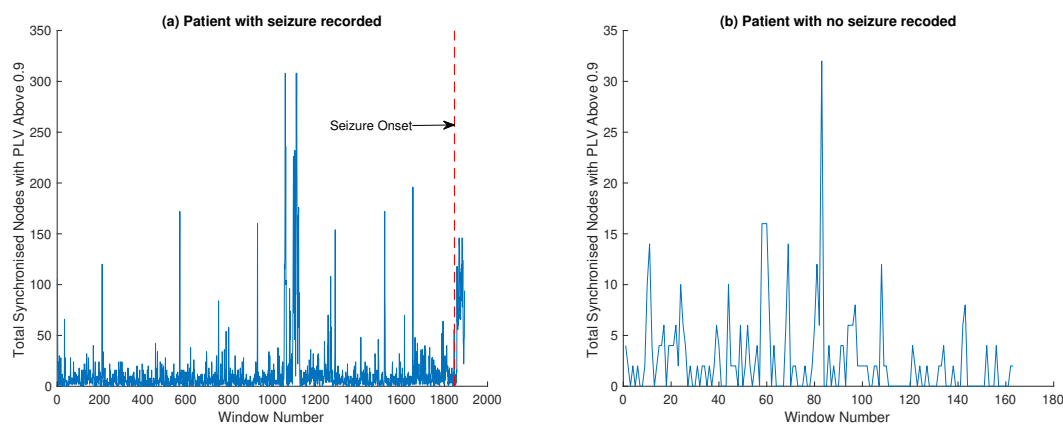 (a) Patient with seizure recorded
Total Synchronised Nodes with PLV Above 0.9
350
300
250
200
150
100
50
0
Seizure Onset
0 200 400 600 800 1000 1200 1400 1600 1800 2000
Window Number
(b) Patient with no seizure recoded
Total Synchronised Nodes with PLV Above 0.9
35
30
25
20
15
10
5
0
0 20 40 60 80 100 120 140 160 180
Window Number